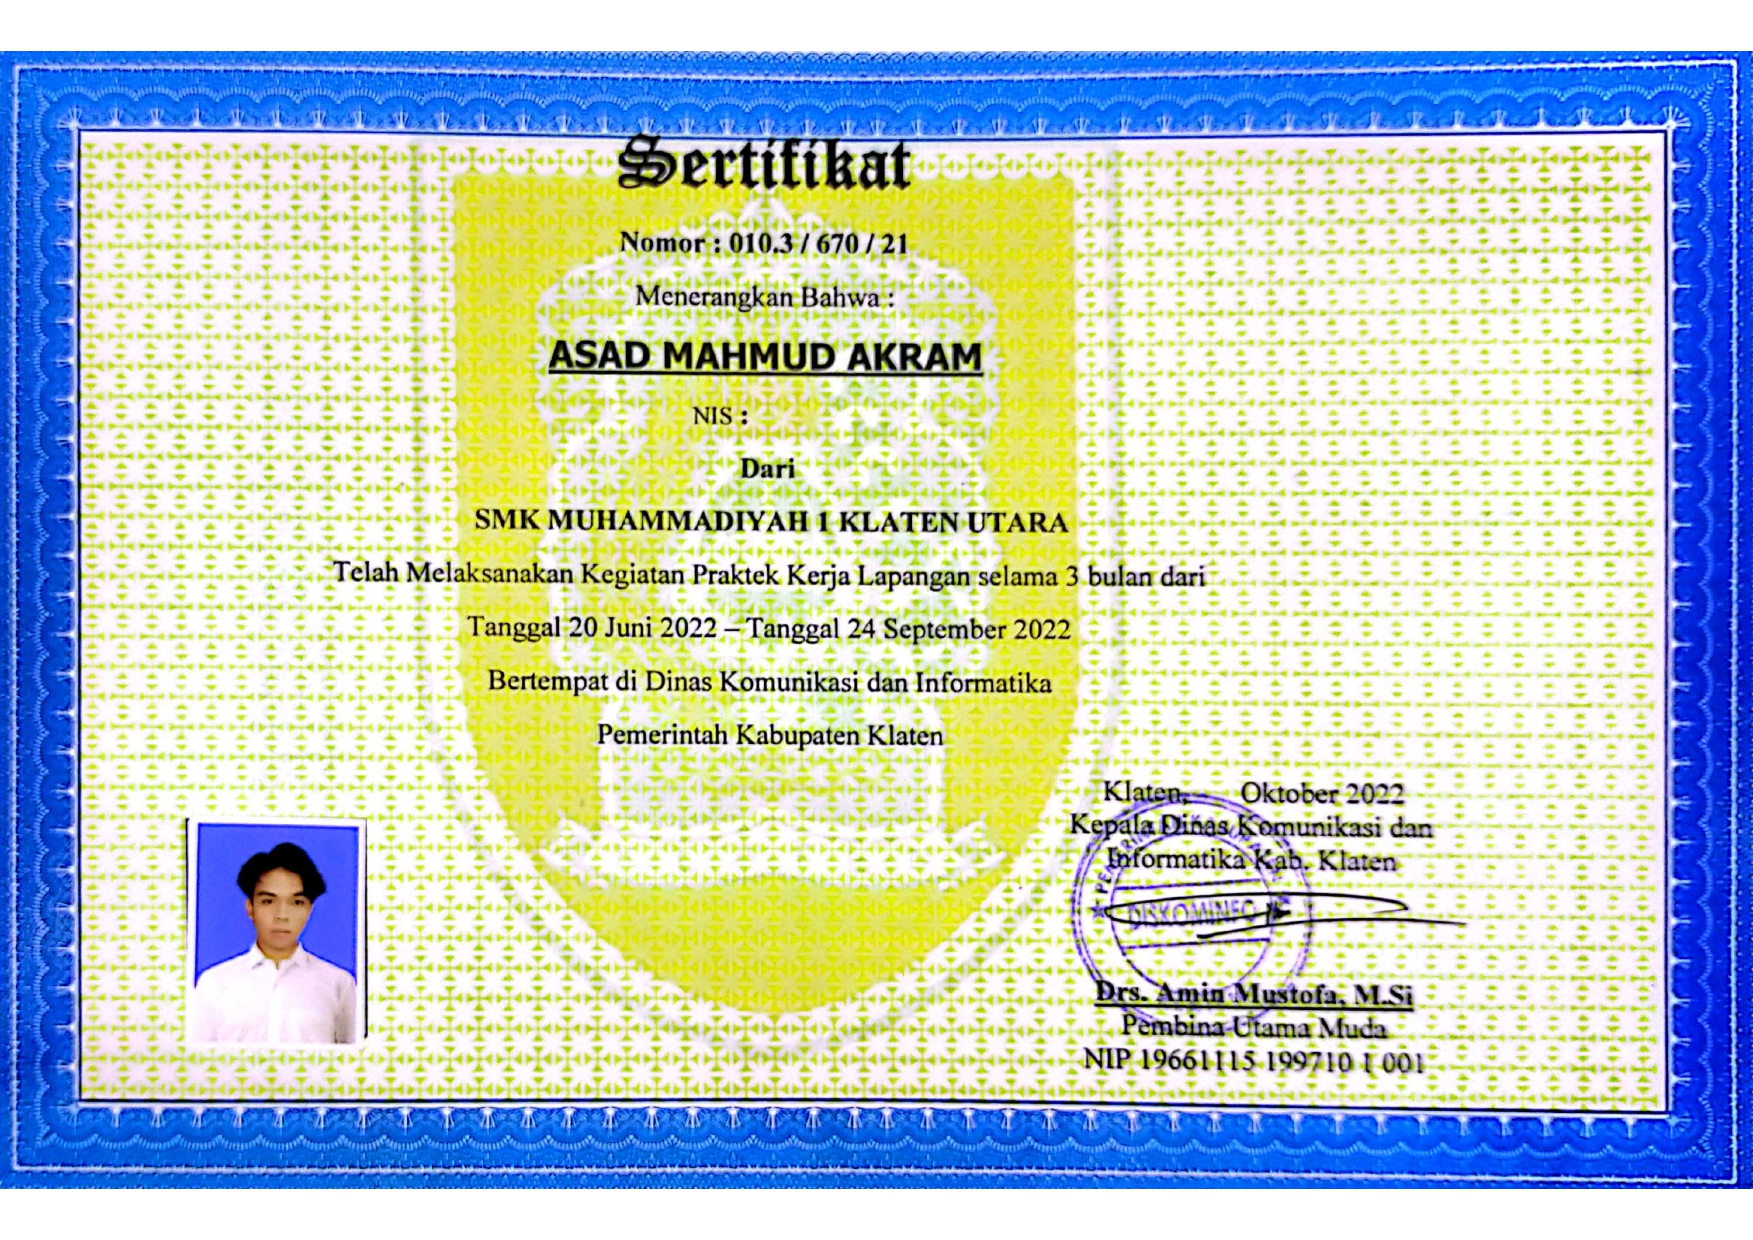 Sertifikat
Nomor : 010.3 / 670 / 21
Menerangkan Bahwa :
ASAD MAHMUD AKRAM
NIS :
Dari
SMK MUHAMMADIYAH 1 KLATEN UTARA
Telah Melaksanakan Kegiatan Praktek Kerja Lapangan selama 3 bulan dari
Tanggal 20 Juni 2022 – Tanggal 24 September 2022
Bertempat di Dinas Komunikasi dan Informatika
Pemerintah Kabupaten Klaten
Klaten, Oktober 2022
Kepala Dinas Komunikasi dan
Informatika Kab. Klaten
DISKOMINFO
Drs. Amin Mustofa, M.Si
Pembina Utama Muda
NIP 19661115 199710 1 001